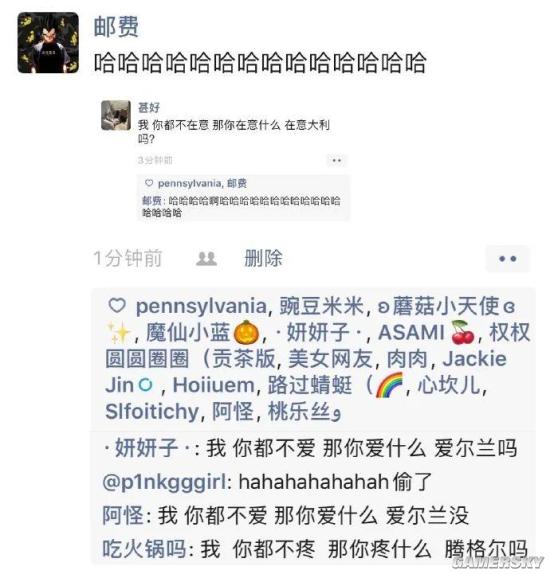 邮费
哈哈哈哈哈哈哈哈哈哈哈哈哈哈
甚好
我 你都不在意 那你在意什么 在意大利
吗?
3分钟前
pennsylvania, 邮费
邮费: 哈哈哈哈啊哈哈哈哈哈哈哈哈哈哈哈哈
哈哈哈哈
1分钟前 删除
pennsylvania, 豌豆米米, ʚ蘑菇小天使ɞ
✨, 魔仙小蓝🎃, · 妍妍子 ·, ASAMI🍒, 权权
圆圆圈圈（贡茶版, 美女网友, 肉肉, Jackie
Jin, Hoiiuem, 路过蜻蜓（🌈, 心坎儿,
Slfoitichy, 阿怪, 桃乐丝و
· 妍妍子 ·: 我 你都不爱 那你爱什么 爱尔兰吗
@p1nkgggirl: hahahahahahah偷了
阿怪: 我 你都不爱 那你爱什么 爱尔兰没
吃火锅吗: 我 你都不疼 那你疼什么 腾格尔吗
GAMERSKY